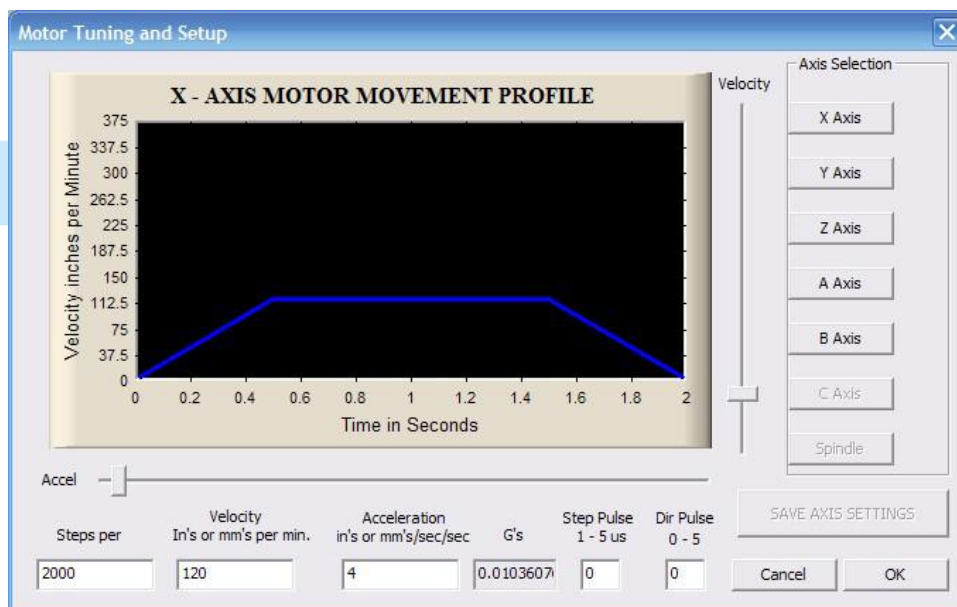 Motor Tuning and Setup
X - AXIS MOTOR MOVEMENT PROFILE
Velocity inches per Minute
375
337.5
300
262.5
225
187.5
150
112.5
75
37.5
0
0 0.2 0.4 0.6 0.8 1 1.2 1.4 1.6 1.8 2
Time in Seconds
Velocity
Axis Selection
X Axis
Y Axis
Z Axis
A Axis
B Axis
C Axis
Spindle
Accel
Steps per
2000
Velocity
In's or mm's per min.
120
Acceleration
in's or mm's/sec/sec
4
G's
0.0103607
Step Pulse
1 - 5 us
0
Dir Pulse
0 - 5
0
SAVE AXIS SETTINGS
Cancel
OK